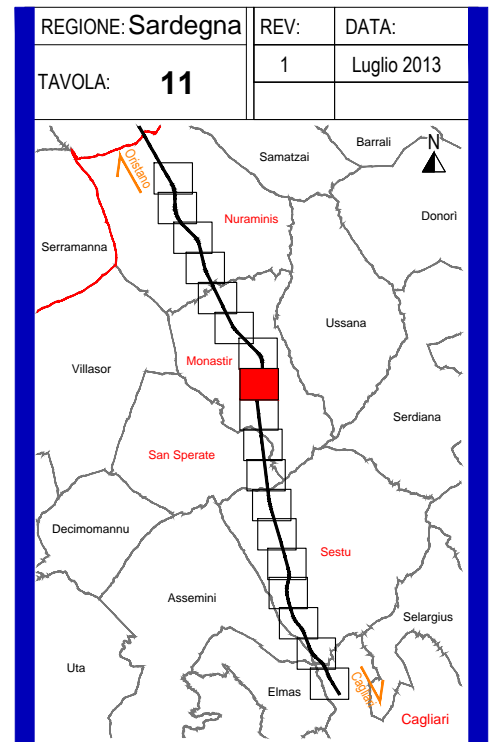 REGIONE: Sardegna
REV:
DATA:
TAVOLA: 11
1
Luglio 2013
Oristano
Samatzai
Barrali
N
Nuraminis
Donorì
Serramanna
Ussana
Monastir
Villasor
Serdiana
San Sperate
Decimomannu
Sestu
Assemini
Selargius
Uta
Elmas
Cagliari
Cagliari